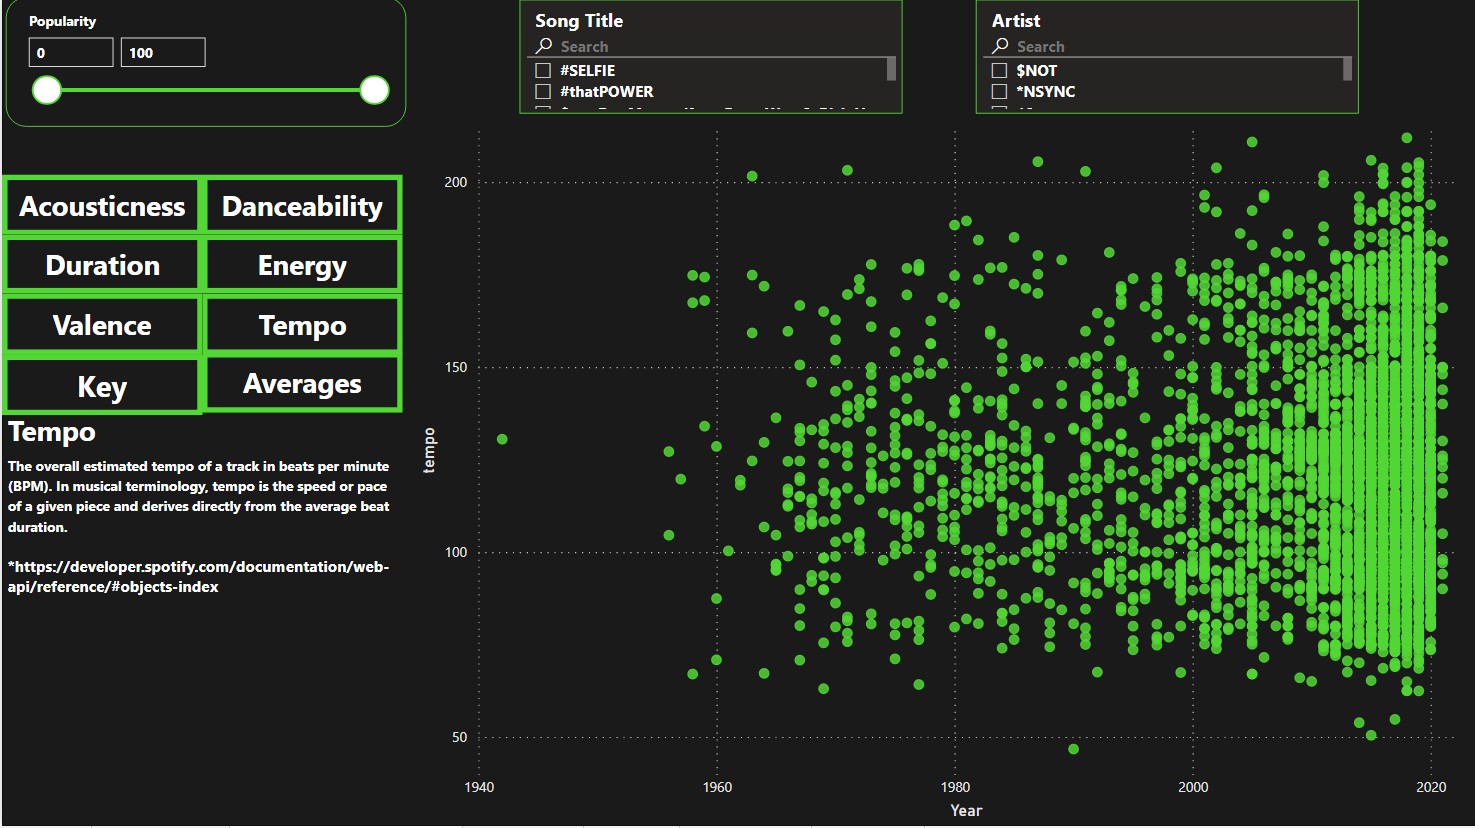 Popularity
0
100
Song Title
Search
#SELFIE
#thatPOWER
Artist
Search
$NOT
*NSYNC
Acousticness
Danceability
Duration
Energy
Valence
Tempo
Key
Averages
Tempo
The overall estimated tempo of a track in beats per minute
(BPM). In musical terminology, tempo is the speed or pace
of a given piece and derives directly from the average beat
duration.
*https://developer.spotify.com/documentation/web-
api/reference/#objects-index
tempo
200
150
100
50
1940
1960
1980
2000
2020
Year